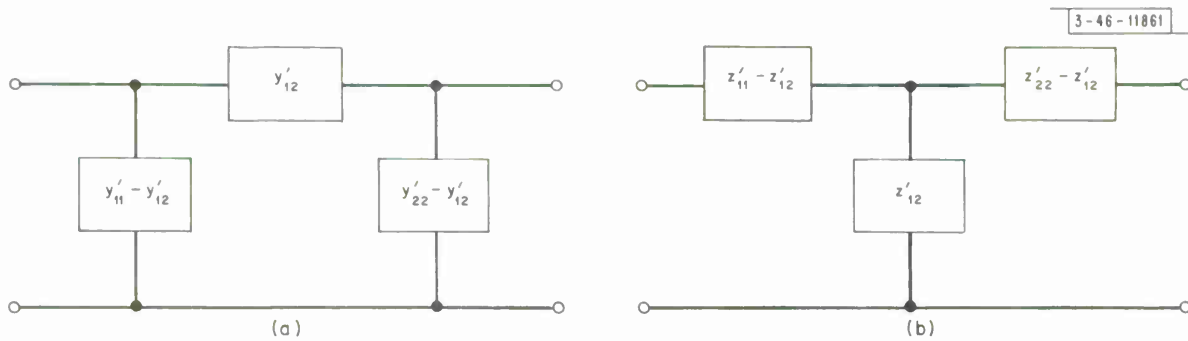 3-46-11861
y′₁₂
z′₁₁ − z′₁₂
z′₂₂ − z′₁₂
y′₁₁ − y′₁₂
y′₂₂ − y′₁₂
z′₁₂
(a)
(b)